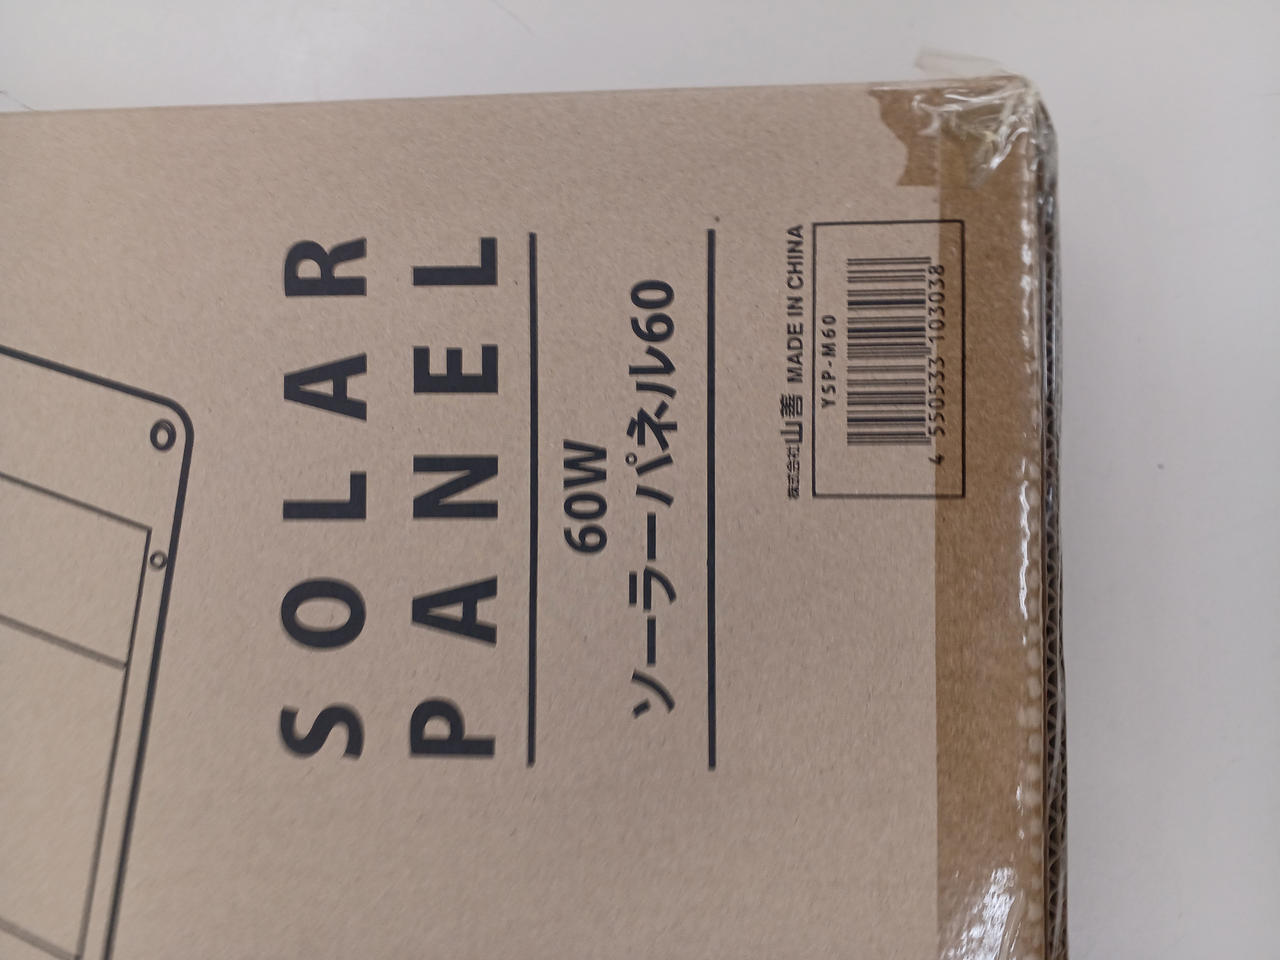 SOLAR
PANEL
60W
ソーラーパネル60
株式会社山善 MADE IN CHINA
YSP-M60
4 550533 103038